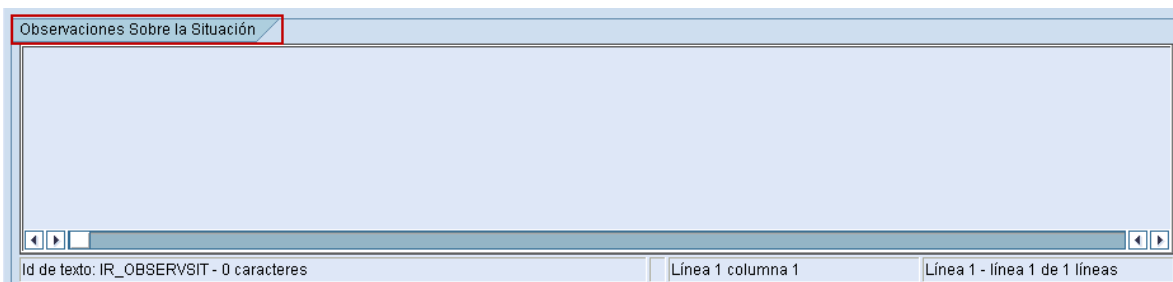 Observaciones Sobre la Situación
Id de texto: IR_OBSERVSIT - 0 caracteres Línea 1 columna 1 Línea 1 - línea 1 de 1 líneas